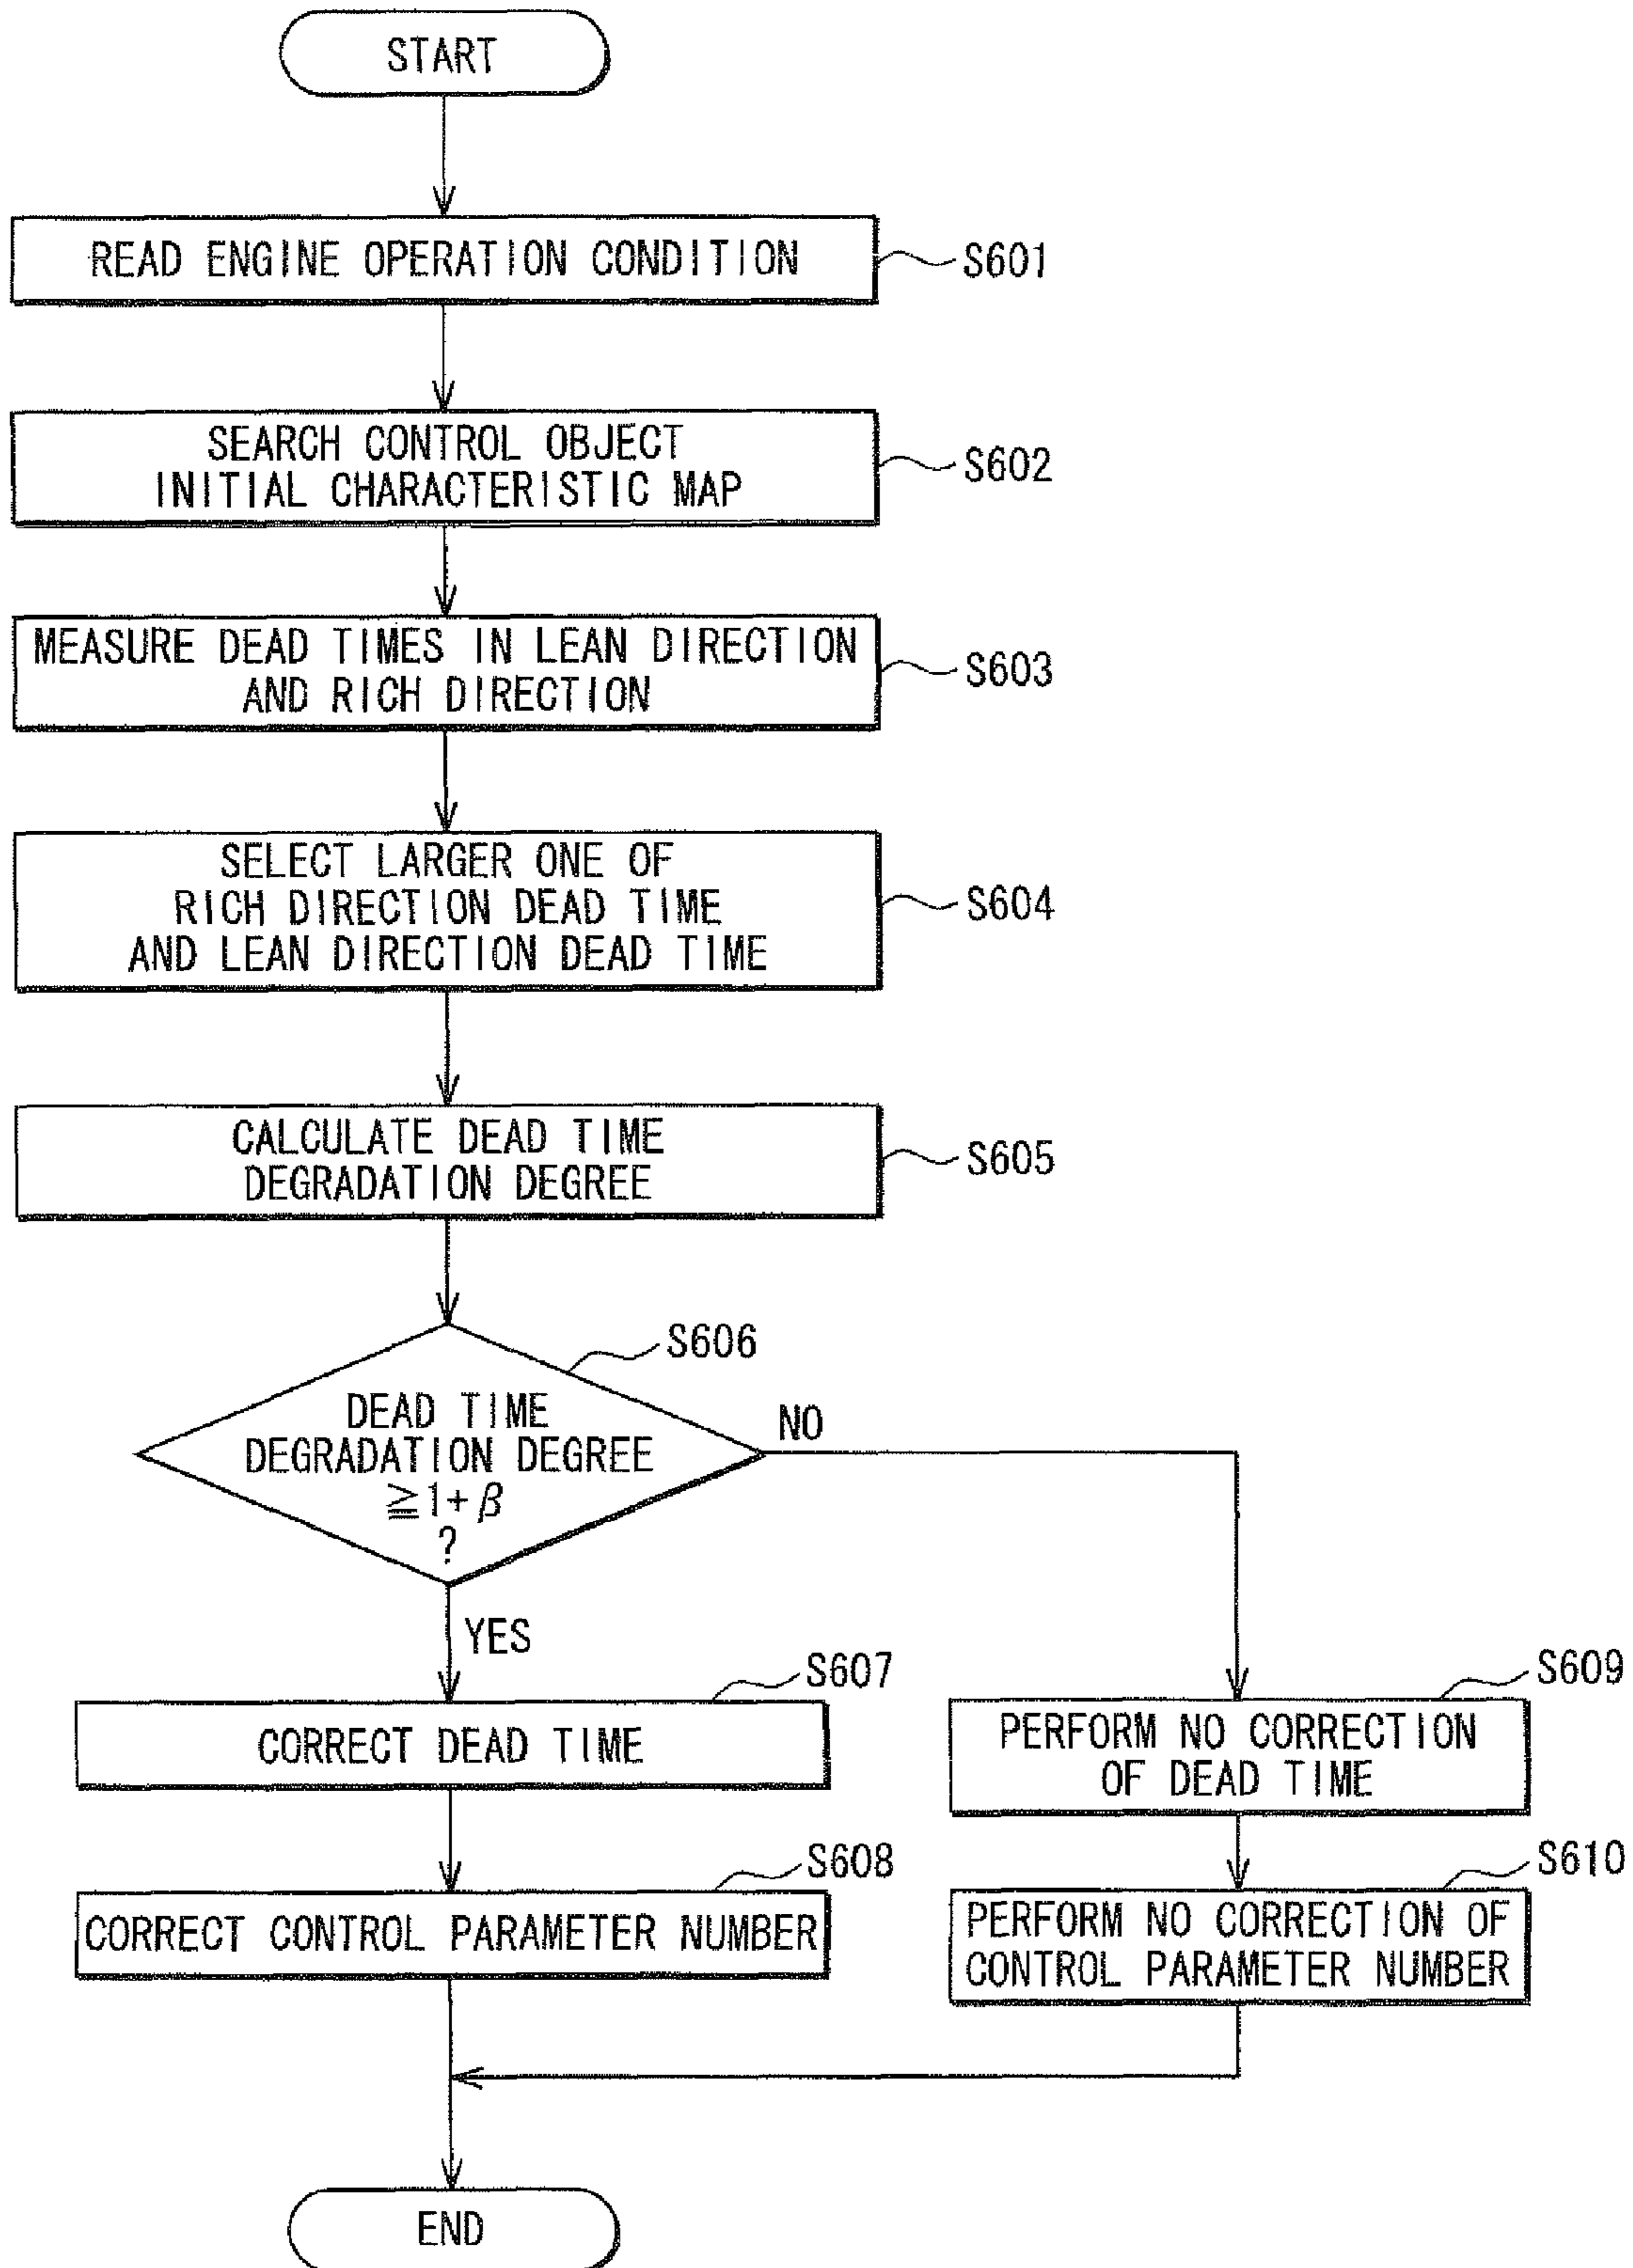 START
READ ENGINE OPERATION CONDITION
S601
SEARCH CONTROL OBJECT
INITIAL CHARACTERISTIC MAP
S602
MEASURE DEAD TIMES IN LEAN DIRECTION
AND RICH DIRECTION
S603
SELECT LARGER ONE OF
RICH DIRECTION DEAD TIME
AND LEAN DIRECTION DEAD TIME
S604
CALCULATE DEAD TIME
DEGRADATION DEGREE
S605
S606
DEAD TIME
DEGRADATION DEGREE
≧1+β
?
NO
YES
S607
CORRECT DEAD TIME
S609
PERFORM NO CORRECTION
OF DEAD TIME
S608
CORRECT CONTROL PARAMETER NUMBER
S610
PERFORM NO CORRECTION OF
CONTROL PARAMETER NUMBER
END